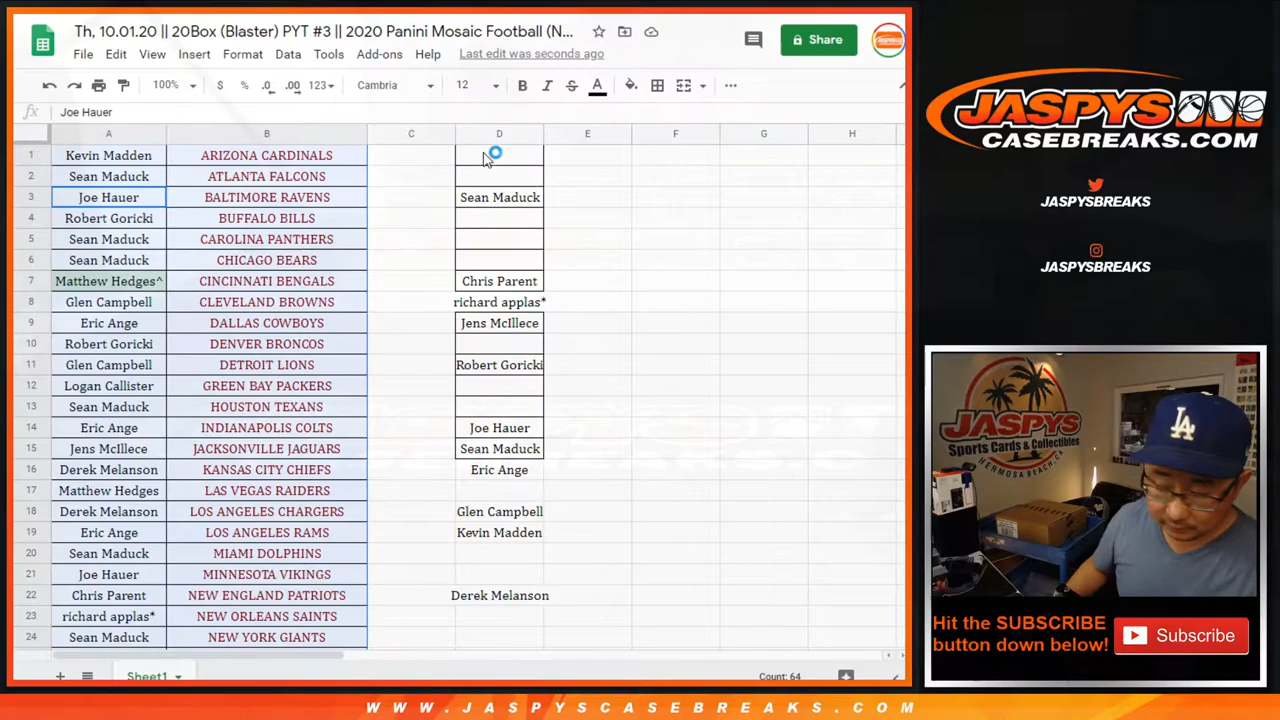 Th, 10.01.20 || 20Box (Blaster) PYT #3 || 2020 Panini Mosaic Football (N...
File Edit View Insert Format Data Tools Add-ons Help Last edit was seconds ago
Share
100% $ % .0 .00 123 Cambria 12 B I S A
fx Joe Hauer
A B C D E F G H
1 Kevin Madden ARIZONA CARDINALS
2 Sean Maduck ATLANTA FALCONS
3 Joe Hauer BALTIMORE RAVENS Sean Maduck
4 Robert Goricki BUFFALO BILLS
5 Sean Maduck CAROLINA PANTHERS
6 Sean Maduck CHICAGO BEARS
7 Matthew Hedges^ CINCINNATI BENGALS Chris Parent
8 Glen Campbell CLEVELAND BROWNS richard applas*
9 Eric Ange DALLAS COWBOYS Jens McIllece
10 Robert Goricki DENVER BRONCOS
11 Glen Campbell DETROIT LIONS Robert Goricki
12 Logan Callister GREEN BAY PACKERS
13 Sean Maduck HOUSTON TEXANS
14 Eric Ange INDIANAPOLIS COLTS Joe Hauer
15 Jens McIllece JACKSONVILLE JAGUARS Sean Maduck
16 Derek Melanson KANSAS CITY CHIEFS Eric Ange
17 Matthew Hedges LAS VEGAS RAIDERS
18 Derek Melanson LOS ANGELES CHARGERS Glen Campbell
19 Eric Ange LOS ANGELES RAMS Kevin Madden
20 Sean Maduck MIAMI DOLPHINS
21 Joe Hauer MINNESOTA VIKINGS
22 Chris Parent NEW ENGLAND PATRIOTS Derek Melanson
23 richard applas* NEW ORLEANS SAINTS
24 Sean Maduck NEW YORK GIANTS
Sheet1 Count: 64
JASPYS
CASEBREAKS.COM
JASPYSBREAKS
JASPYSBREAKS
JASPYS
Sports Cards & Collectibles
HERMOSA BEACH, CA
LA
Hit the SUBSCRIBE
button down below!
Subscribe
WWW.JASPYSCASEBREAKS.COM